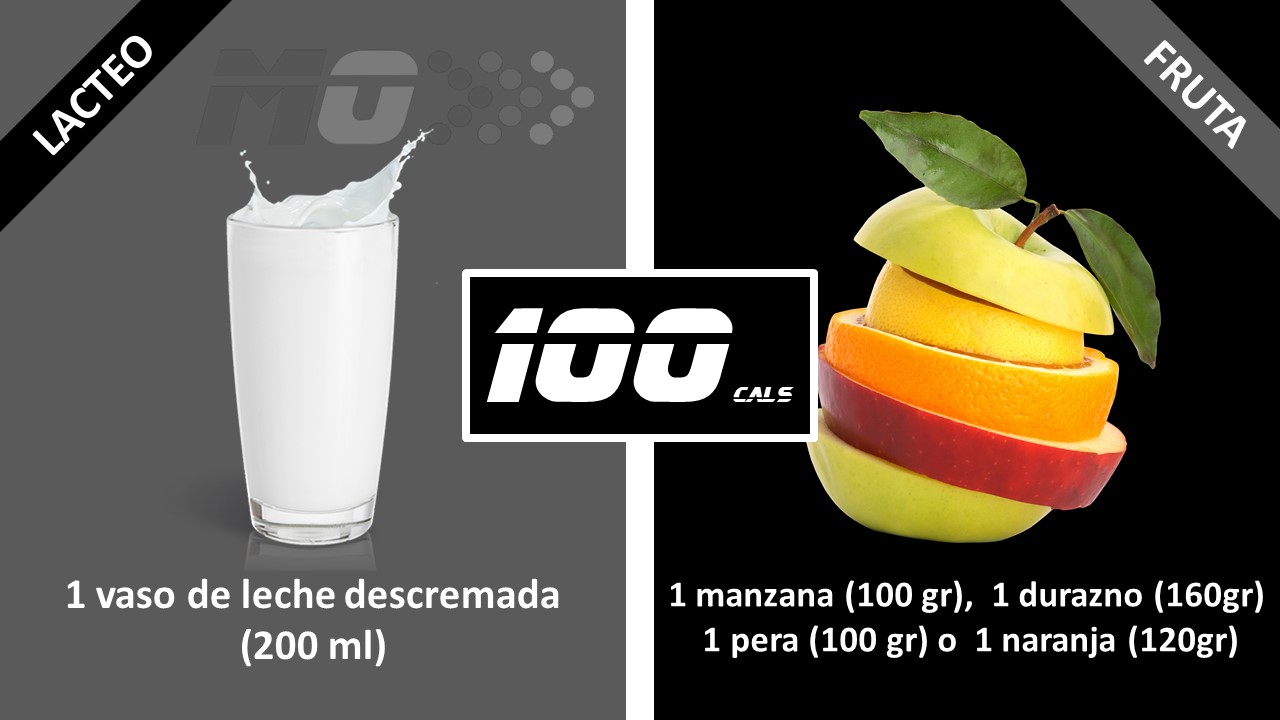 LACTEO
MO
FRUTA
100 CALS
1 vaso de leche descremada
(200 ml)
1 manzana (100 gr),  1 durazno (160gr)
1 pera (100 gr) o  1 naranja (120gr)